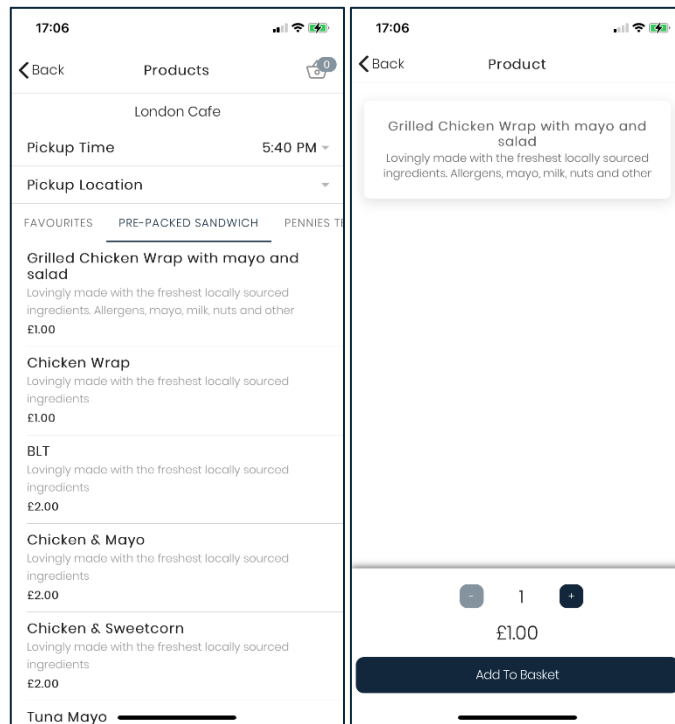 17:06
Back
Products
0
London Cafe
Pickup Time
5:40 PM
Pickup Location
FAVOURITES
PRE-PACKED SANDWICH
PENNIES TE
Grilled Chicken Wrap with mayo and
salad
Lovingly made with the freshest locally sourced
ingredients. Allergens, mayo, milk, nuts and other
£1.00
Chicken Wrap
Lovingly made with the freshest locally sourced
ingredients
£1.00
BLT
Lovingly made with the freshest locally sourced
ingredients
£2.00
Chicken & Mayo
Lovingly made with the freshest locally sourced
ingredients
£2.00
Chicken & Sweetcorn
Lovingly made with the freshest locally sourced
ingredients
£2.00
Tuna Mayo
17:06
Back
Product
Grilled Chicken Wrap with mayo and
salad
Lovingly made with the freshest locally sourced
ingredients. Allergens, mayo, milk, nuts and other
- 1 +
£1.00
Add To Basket